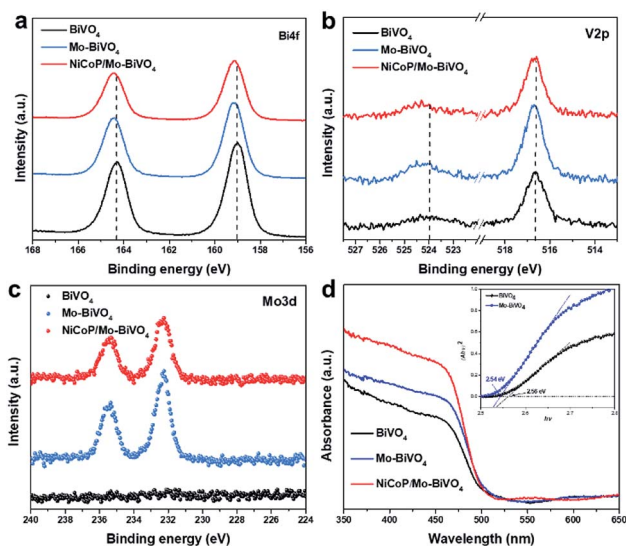 a
BiVO₄
Mo-BiVO₄
NiCoP/Mo-BiVO₄
Bi4f
Intensity (a.u.)
168 166 164 162 160 158 156
Binding energy (eV)
b
BiVO₄
Mo-BiVO₄
NiCoP/Mo-BiVO₄
V2p
Intensity (a.u.)
527 526 524 523 518 516 514
Binding energy (eV)
c
BiVO₄
Mo-BiVO₄
NiCoP/Mo-BiVO₄
Mo3d
Intensity (a.u.)
240 238 236 234 232 230 228 226 224
Binding energy (eV)
d
BiVO₄
Mo-BiVO₄
NiCoP/Mo-BiVO₄
Absorbance (a.u.)
350 400 450 500 550 600 650
Wavelength (nm)
BiVO₄
Mo-BiVO₄
2.54 eV
2.56 eV
hv